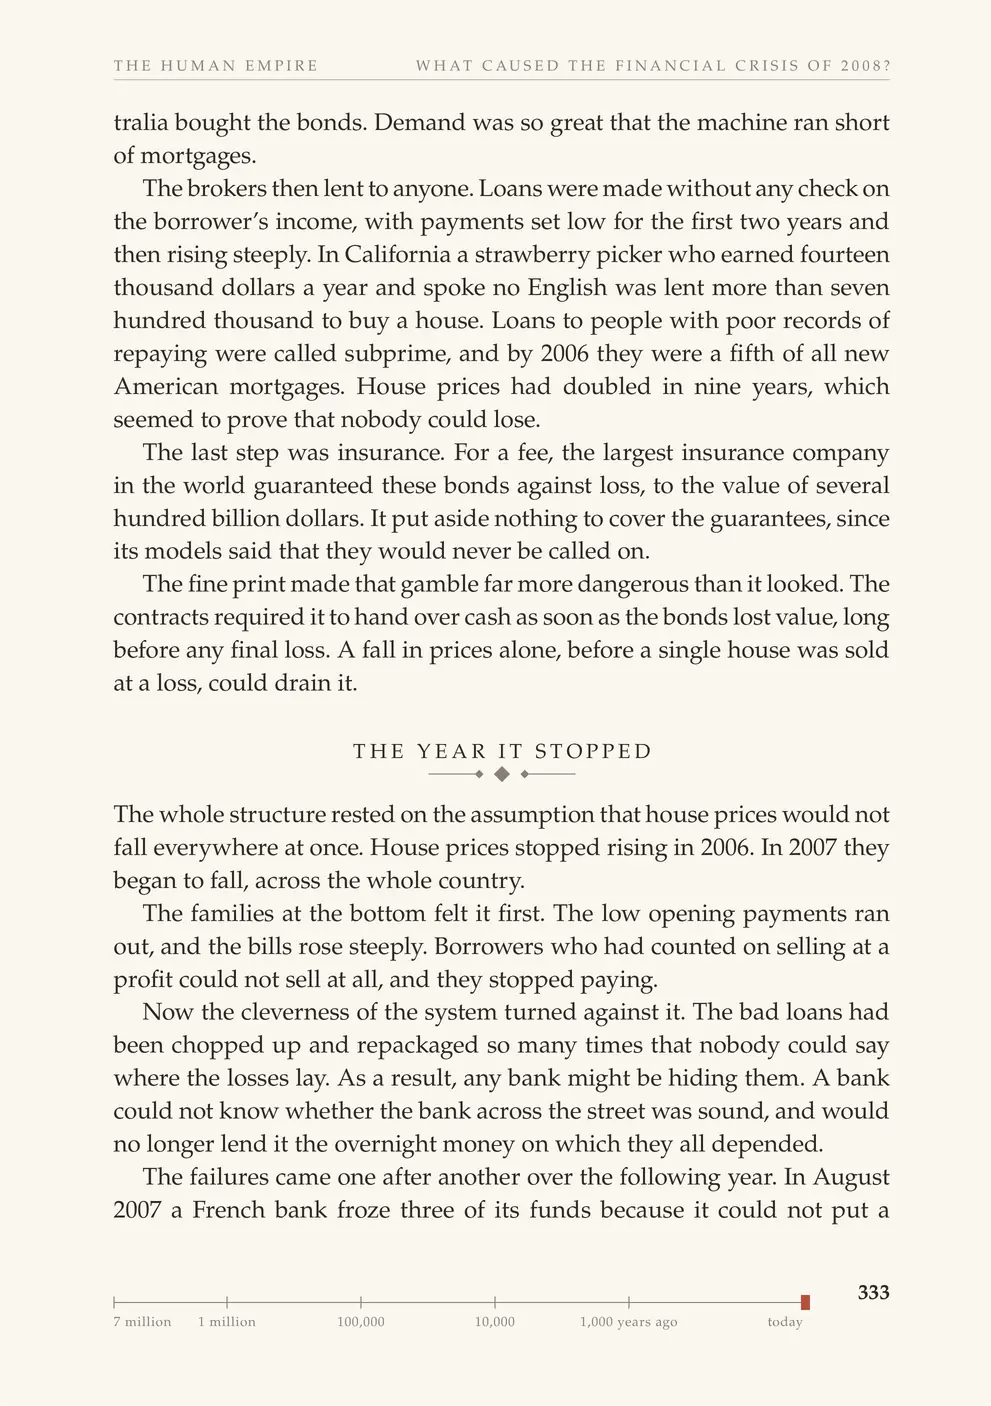 THE HUMAN EMPIRE
WHAT CAUSED THE FINANCIAL CRISIS OF 2008?
tralia bought the bonds. Demand was so great that the machine ran short
of mortgages.
The brokers then lent to anyone. Loans were made without any check on
the borrower’s income, with payments set low for the first two years and
then rising steeply. In California a strawberry picker who earned fourteen
thousand dollars a year and spoke no English was lent more than seven
hundred thousand to buy a house. Loans to people with poor records of
repaying were called subprime, and by 2006 they were a fifth of all new
American mortgages. House prices had doubled in nine years, which
seemed to prove that nobody could lose.
The last step was insurance. For a fee, the largest insurance company
in the world guaranteed these bonds against loss, to the value of several
hundred billion dollars. It put aside nothing to cover the guarantees, since
its models said that they would never be called on.
The fine print made that gamble far more dangerous than it looked. The
contracts required it to hand over cash as soon as the bonds lost value, long
before any final loss. A fall in prices alone, before a single house was sold
at a loss, could drain it.
THE YEAR IT STOPPED
The whole structure rested on the assumption that house prices would not
fall everywhere at once. House prices stopped rising in 2006. In 2007 they
began to fall, across the whole country.
The families at the bottom felt it first. The low opening payments ran
out, and the bills rose steeply. Borrowers who had counted on selling at a
profit could not sell at all, and they stopped paying.
Now the cleverness of the system turned against it. The bad loans had
been chopped up and repackaged so many times that nobody could say
where the losses lay. As a result, any bank might be hiding them. A bank
could not know whether the bank across the street was sound, and would
no longer lend it the overnight money on which they all depended.
The failures came one after another over the following year. In August
2007 a French bank froze three of its funds because it could not put a
333
7 million 1 million 100,000 10,000 1,000 years ago today